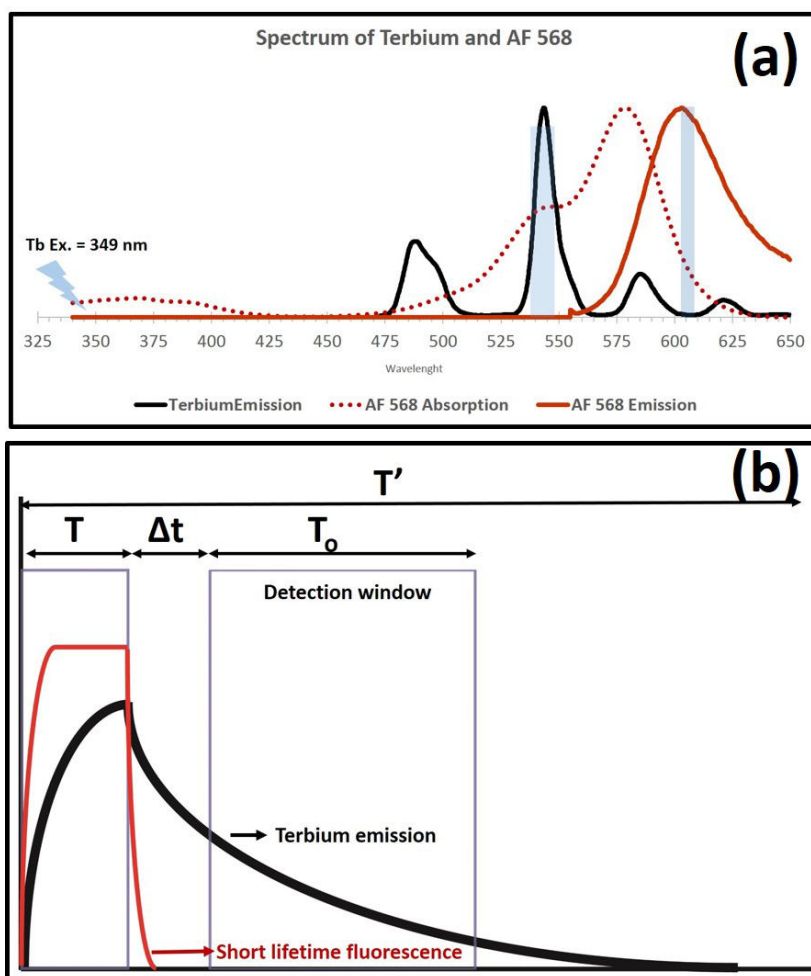 Spectrum of Terbium and AF 568
(a)
Tb Ex. = 349 nm
325 350 375 400 425 450 475 500 525 550 575 600 625 650
Wavelenght
TerbiumEmission AF 568 Absorption AF 568 Emission
(b)
T'
T Δt To
Detection window
Terbium emission
Short lifetime fluorescence